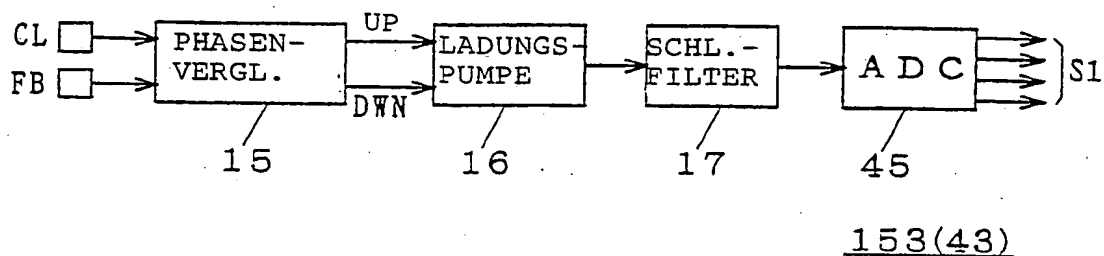 CL
FB
PHASEN-
VERGL.
15
UP
DWN
LADUNGS-
PUMPE
16
SCHL.-
FILTER
17
ADC
45
S1
153(43)